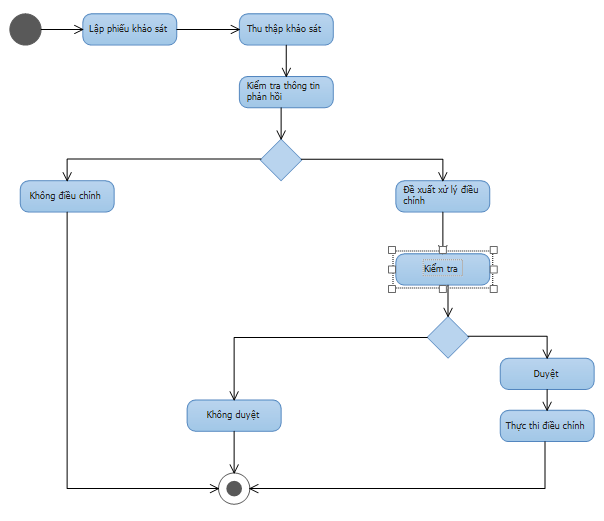 Lập phiếu khảo sát
Thu thập khảo sát
Kiểm tra thông tin
phản hồi
Không điều chỉnh
Đề xuất xử lý điều
chỉnh
Kiểm tra
Duyệt
Không duyệt
Thực thi điều chỉnh